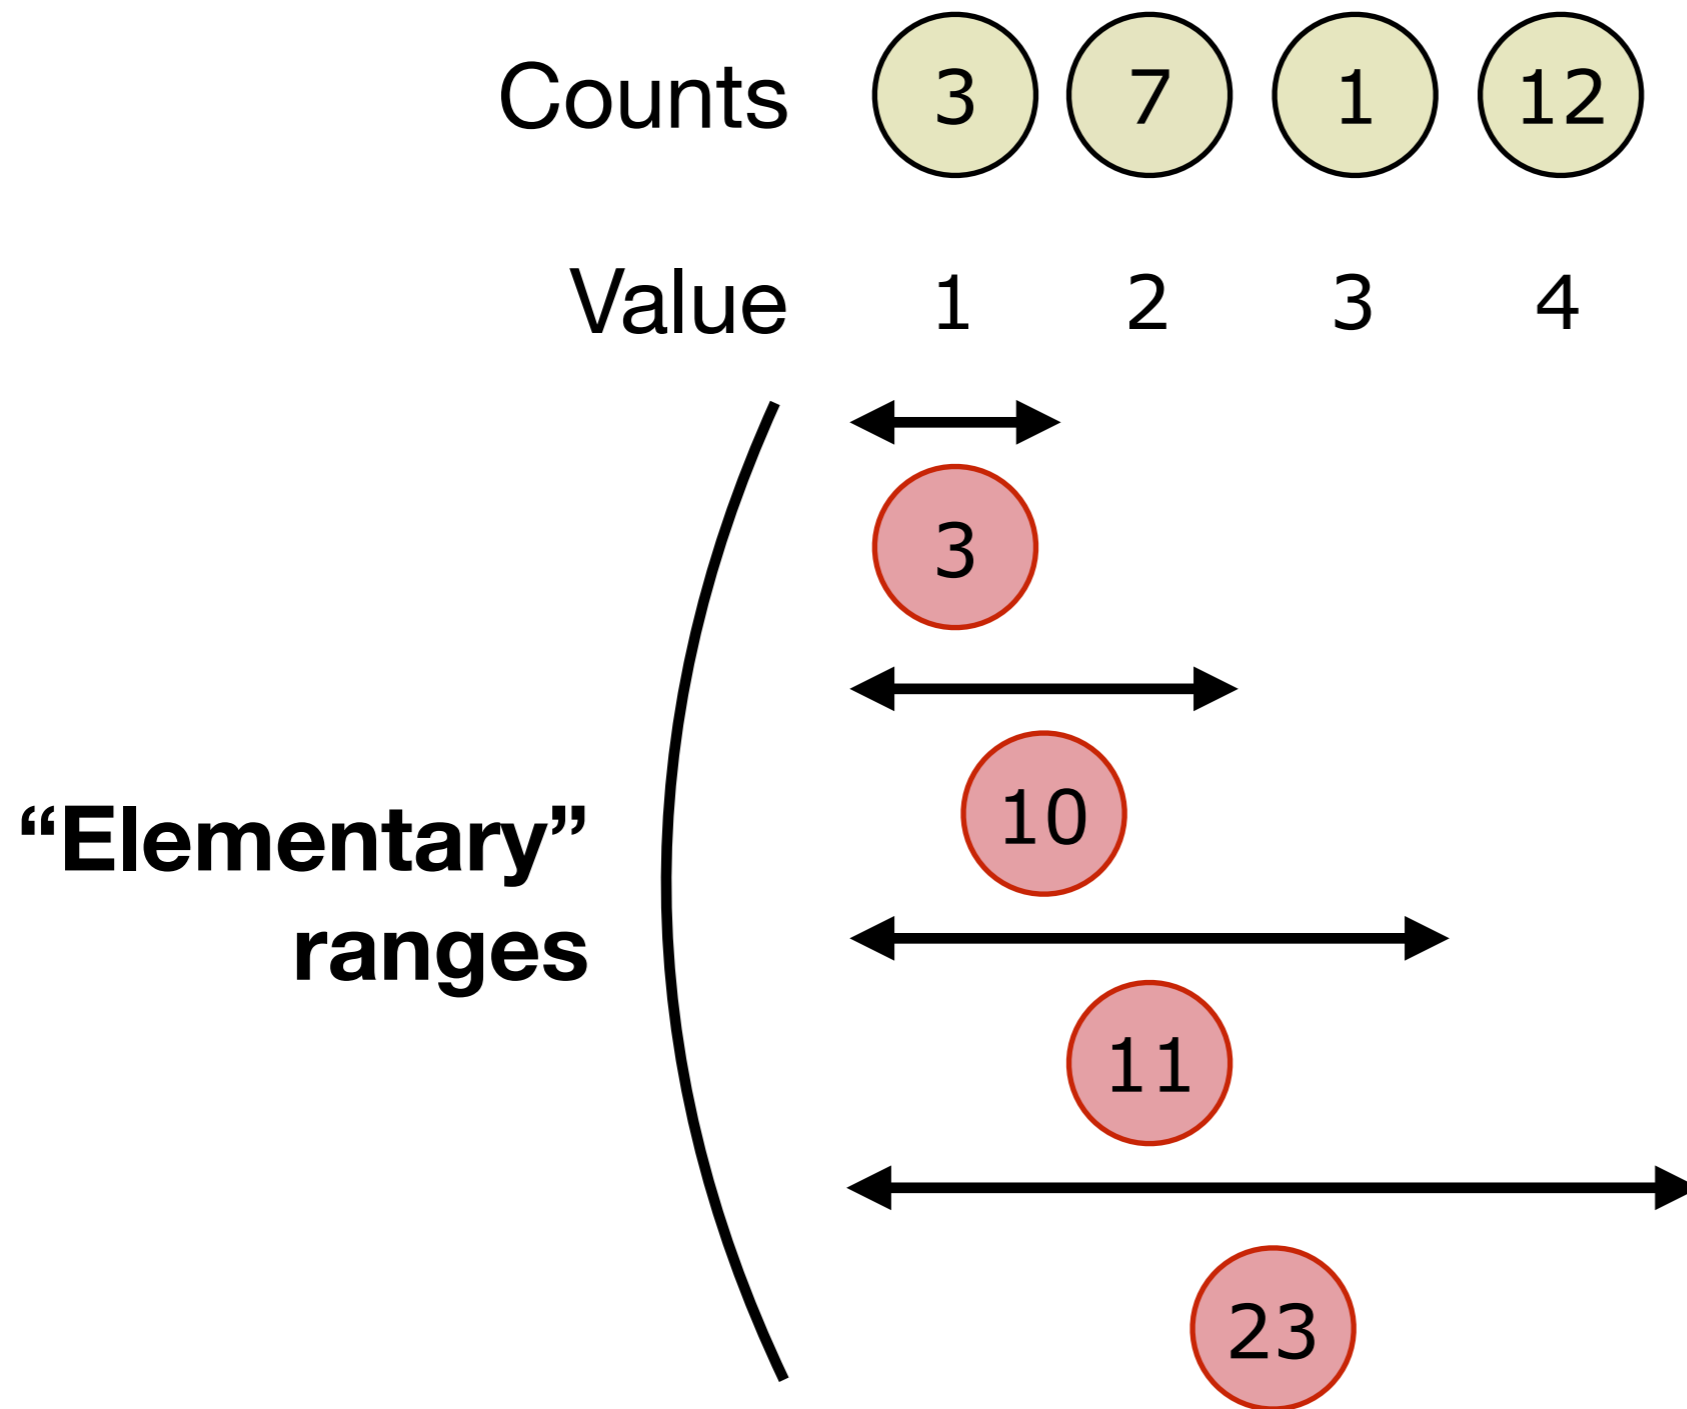 Counts 3 7 1 12
Value 1 2 3 4
3
10
“Elementary”
ranges
11
23